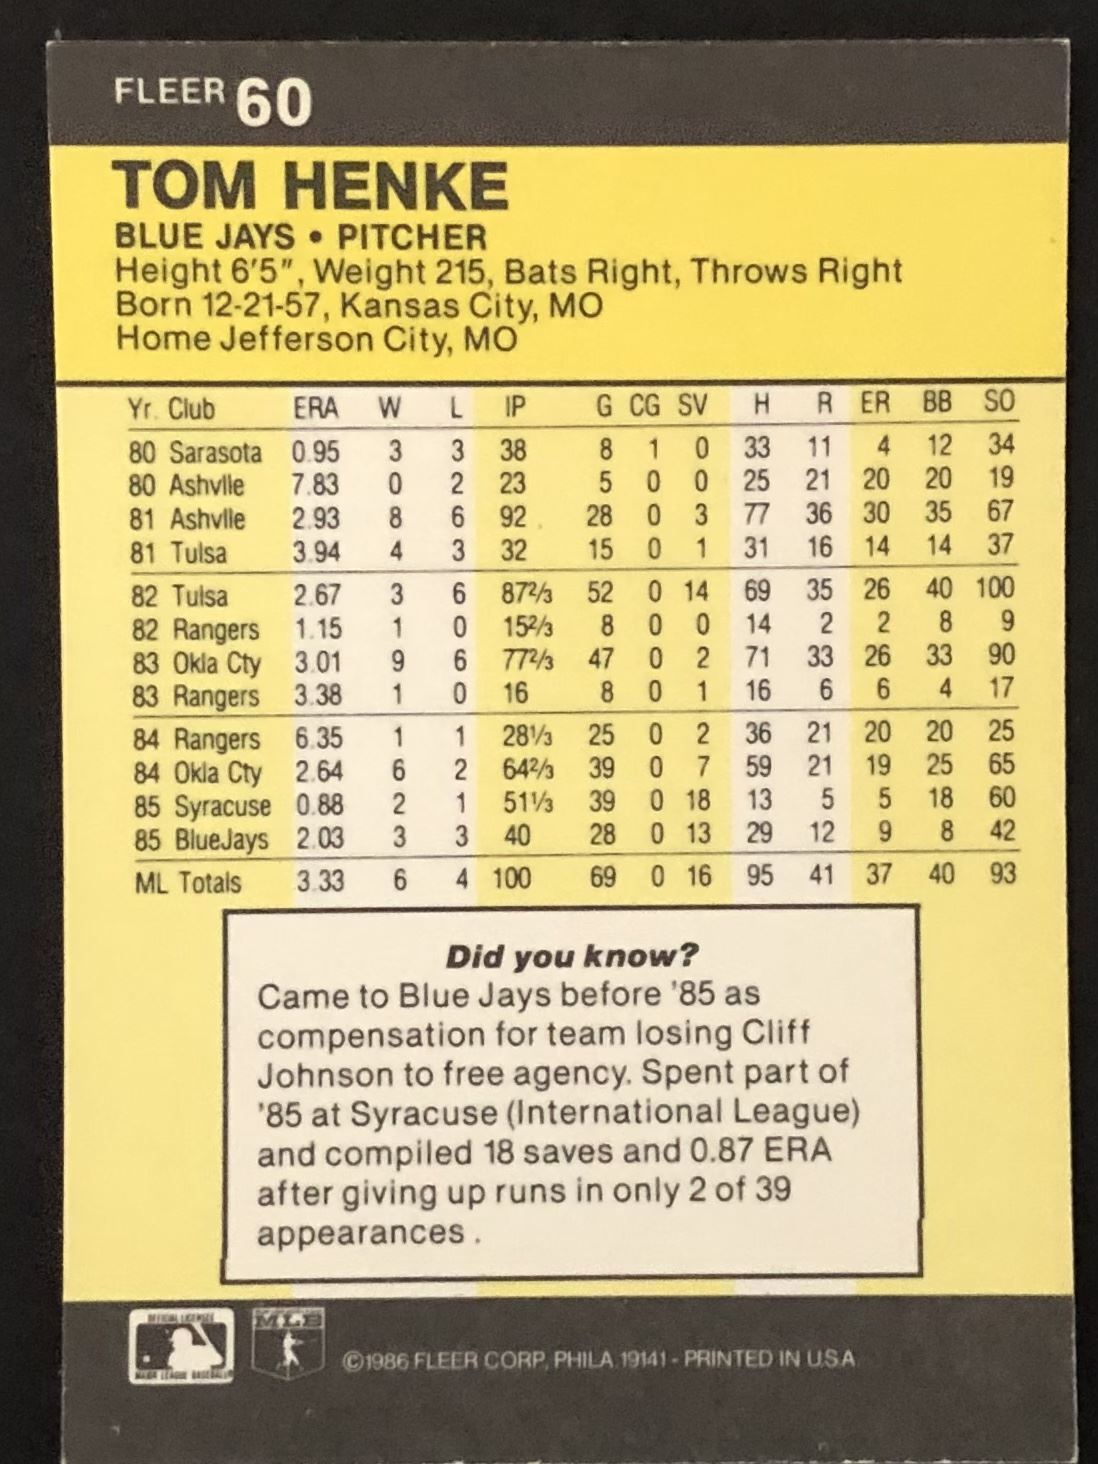 FLEER 60
TOM HENKE
BLUE JAYS • PITCHER
Height 6'5", Weight 215, Bats Right, Throws Right
Born 12-21-57, Kansas City, MO
Home Jefferson City, MO
Yr. Club ERA W L IP G CG SV H R ER BB SO
80 Sarasota 0.95 3 3 38 8 1 0 33 11 4 12 34
80 Ashvlle 7.83 0 2 23 5 0 0 25 21 20 20 19
81 Ashvlle 2.93 8 6 92 28 0 3 77 36 30 35 67
81 Tulsa 3.94 4 3 32 15 0 1 31 16 14 14 37
82 Tulsa 2.67 3 6 87⅔ 52 0 14 69 35 26 40 100
82 Rangers 1.15 1 0 15⅔ 8 0 0 14 2 2 8 9
83 Okla Cty 3.01 9 6 77⅔ 47 0 2 71 33 26 33 90
83 Rangers 3.38 1 0 16 8 0 1 16 6 6 4 17
84 Rangers 6.35 1 1 28⅓ 25 0 2 36 21 20 20 25
84 Okla Cty 2.64 6 2 64⅔ 39 0 7 59 21 19 25 65
85 Syracuse 0.88 2 1 51⅓ 39 0 18 13 5 5 18 60
85 BlueJays 2.03 3 3 40 28 0 13 29 12 9 8 42
ML Totals 3.33 6 4 100 69 0 16 95 41 37 40 93
Did you know?
Came to Blue Jays before '85 as
compensation for team losing Cliff
Johnson to free agency. Spent part of
'85 at Syracuse (International League)
and compiled 18 saves and 0.87 ERA
after giving up runs in only 2 of 39
appearances.
OFFICIAL LICENSEE
MAJOR LEAGUE BASEBALL
MLB
©1986 FLEER CORP, PHILA. 19141 - PRINTED IN U.S.A